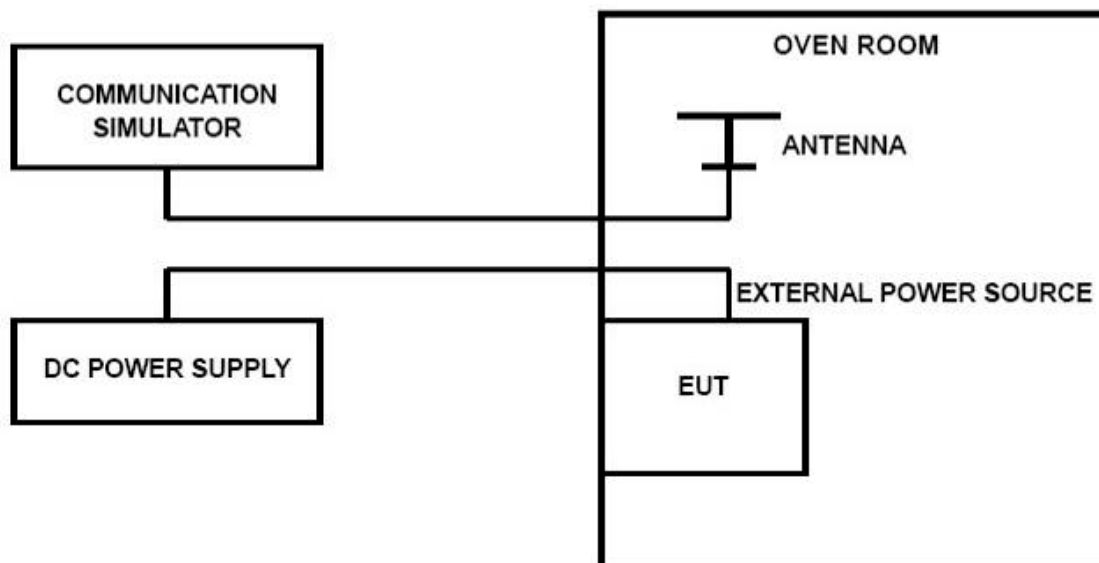 OVEN ROOM
COMMUNICATION
SIMULATOR
ANTENNA
EXTERNAL POWER SOURCE
DC POWER SUPPLY
EUT